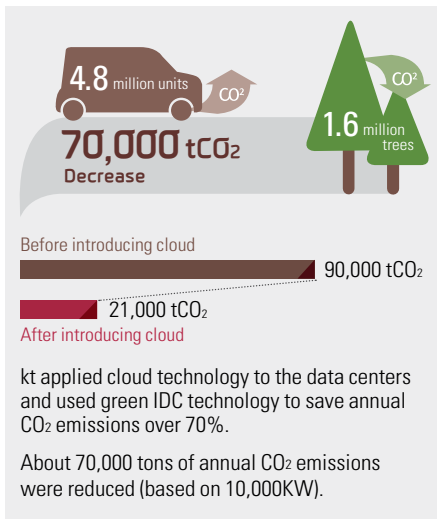 4.8 million units
CO²
CO²
1.6 million
trees
70,000 tCO₂
Decrease
Before introducing cloud
90,000 tCO₂
21,000 tCO₂
After introducing cloud
kt applied cloud technology to the data centers
and used green IDC technology to save annual
CO₂ emissions over 70%.
About 70,000 tons of annual CO₂ emissions
were reduced (based on 10,000KW).